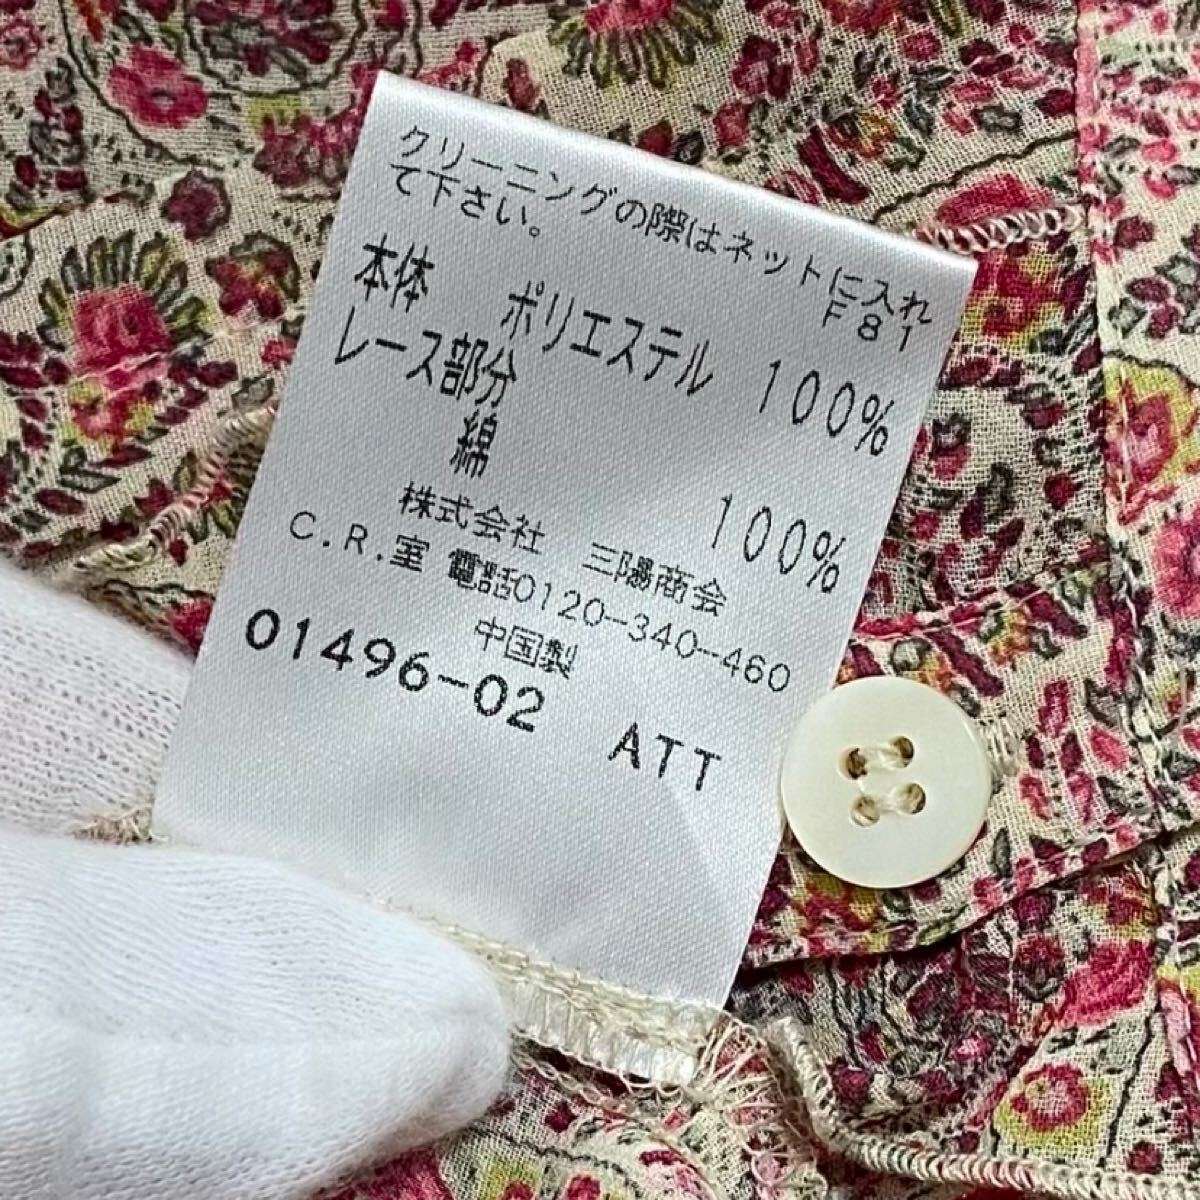 クリーニングの際はネットに入れ
て下さい。
F81
本体 ポリエステル 100%
レース部分
綿 100%
株式会社 三陽商会
C.R.室 電話0120-340-460
中国製
01496-02 ATT